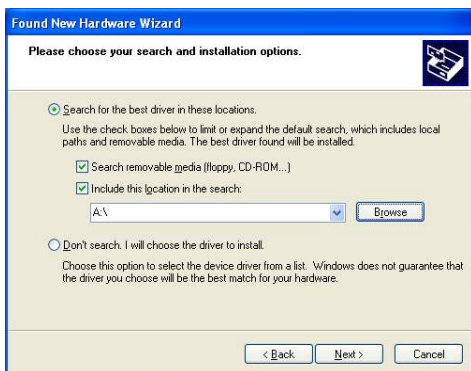 Found New Hardware Wizard
Please choose your search and installation options.
Search for the best driver in these locations.
Use the check boxes below to limit or expand the default search, which includes local
paths and removable media. The best driver found will be installed.
Search removable media (floppy, CD-ROM...)
Include this location in the search:
A:\
Browse
Don't search. I will choose the driver to install.
Choose this option to select the device driver from a list. Windows does not guarantee that
the driver you choose will be the best match for your hardware.
< Back
Next >
Cancel